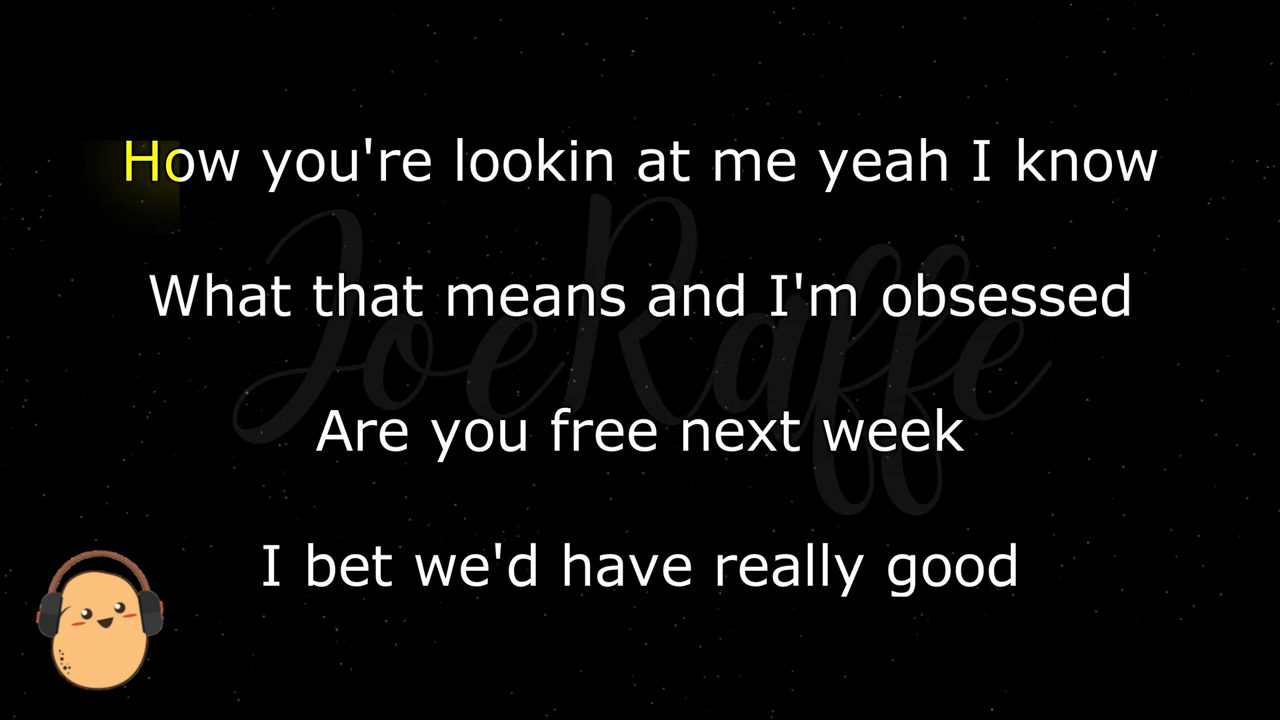 How you're lookin at me yeah I know
What that means and I'm obsessed
JoeRaffe
Are you free next week
I bet we'd have really good